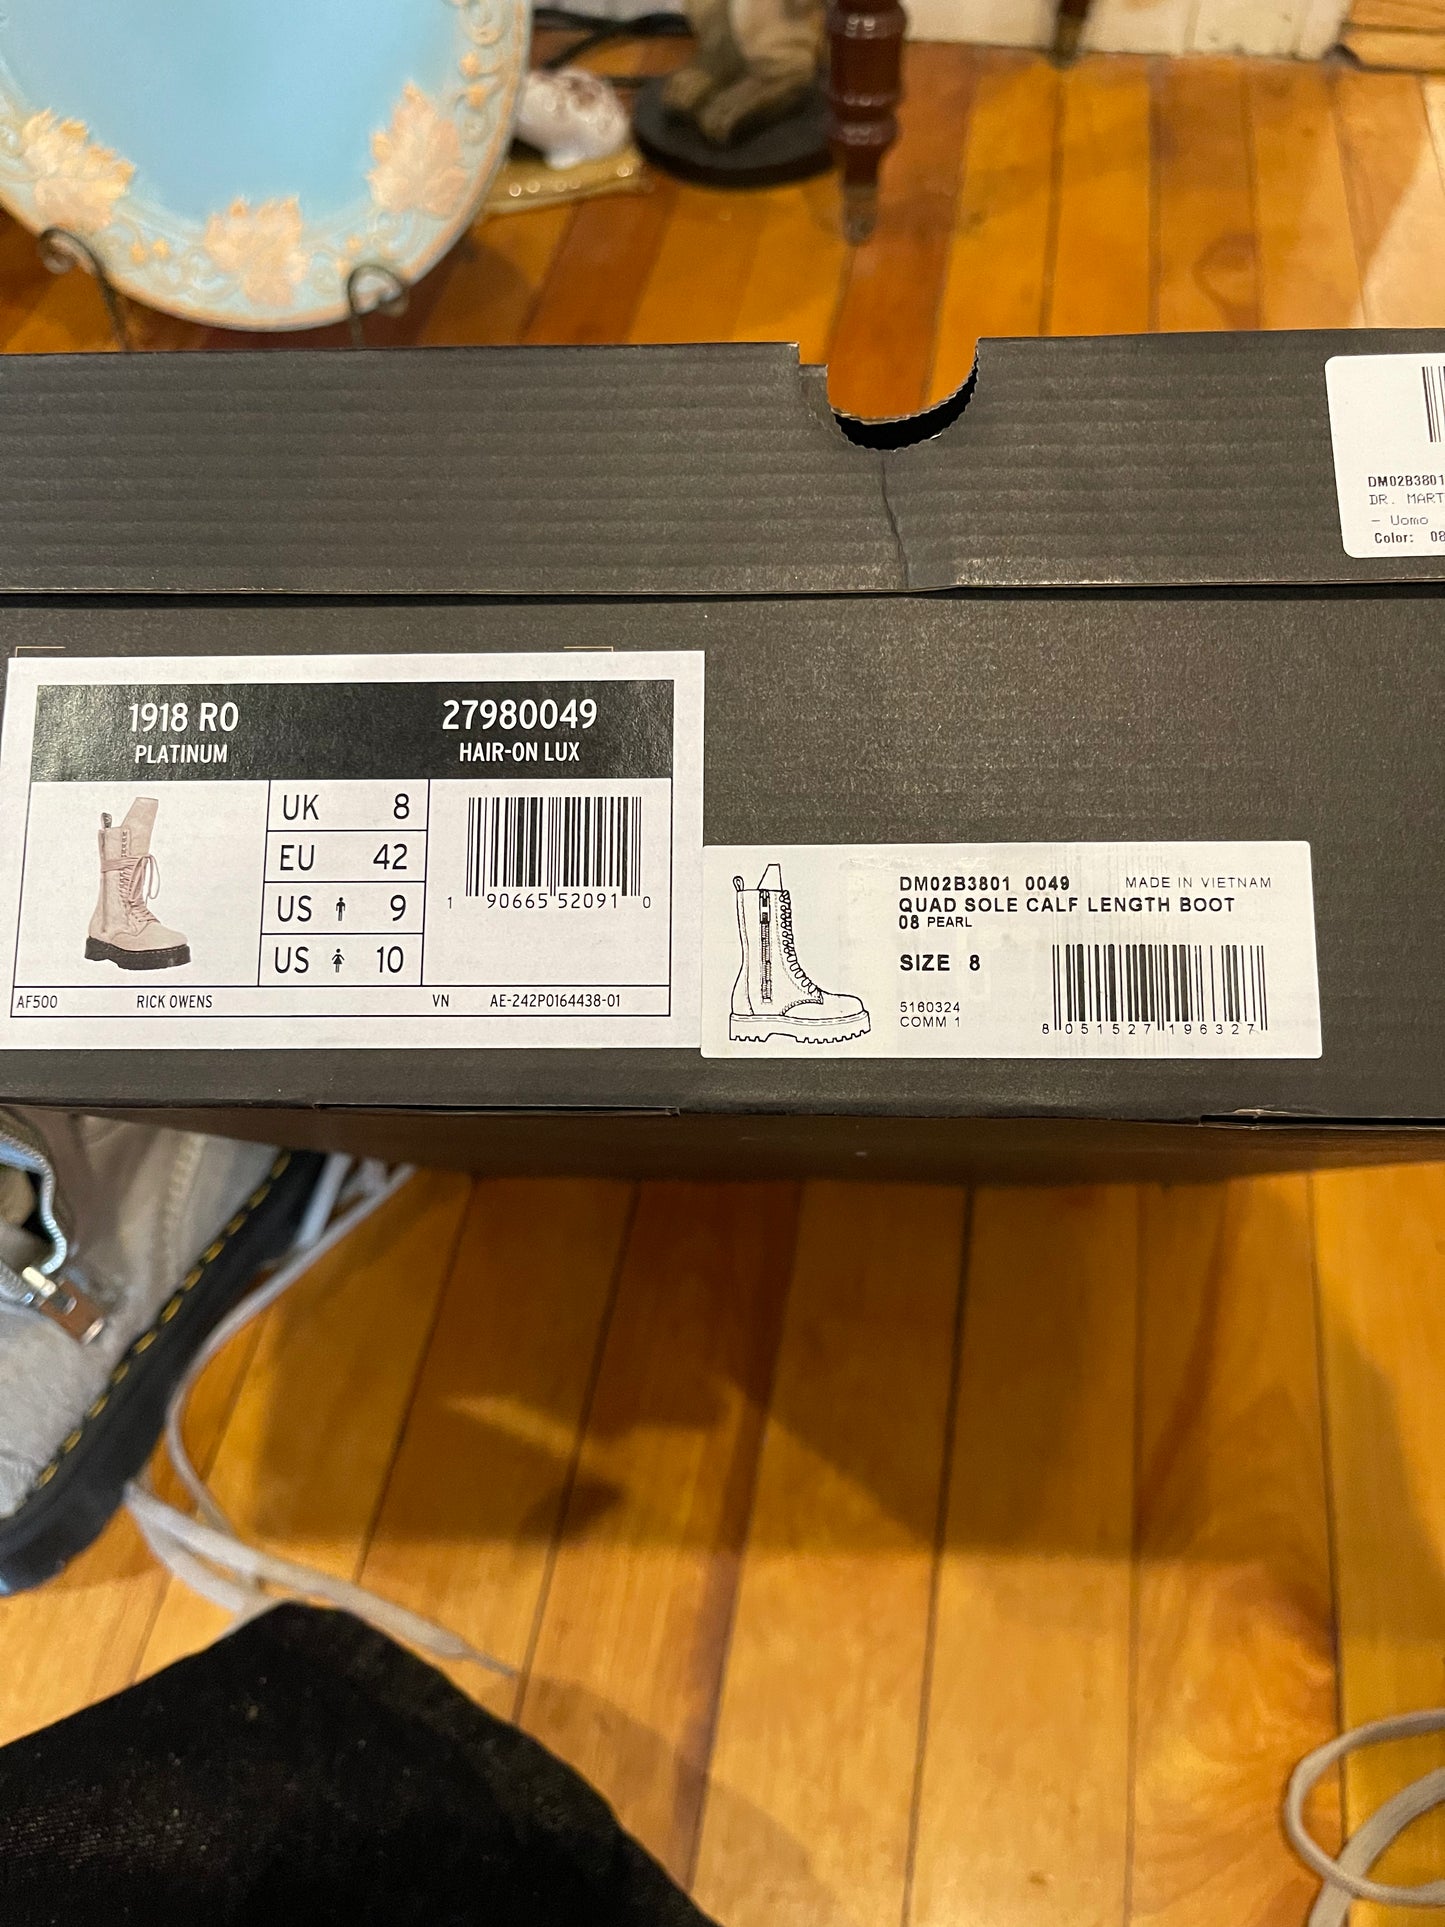 DM02B3801
DR. MART
- Uomo
Color: 08
1918 RO
PLATINUM
27980049
HAIR-ON LUX
UK 8
EU 42
US 9
US 10
1 90665 52091 0
AF500 RICK OWENS VN AE-242P0164438-01
DM02B3801 0049 MADE IN VIETNAM
QUAD SOLE CALF LENGTH BOOT
08 PEARL
SIZE 8
5160324
COMM 1
8 051527 196327